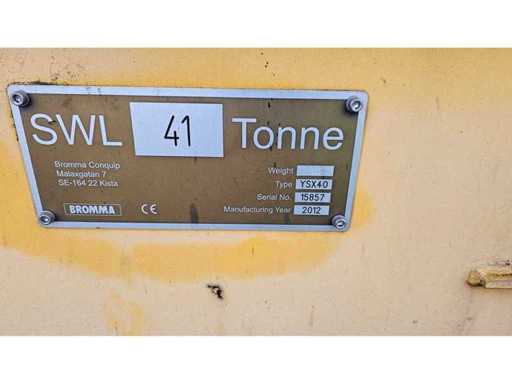 SWL 41 Tonne
Bromma Conquip
Malaxgatan 7
SE-164 22 Kista
BROMMA CE
Weight
Type YSX40
Serial No. 15857
Manufacturing Year 2012